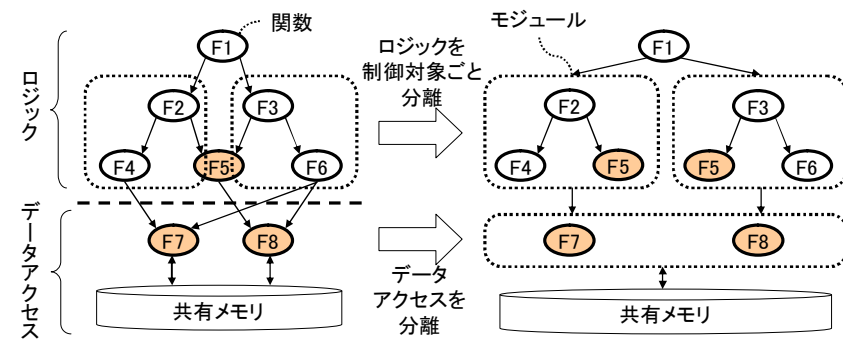 関数
モジュール
F1
ロジックを
制御対象ごと
分離
F1
ロジック
F2
F3
F2
F3
F4
F5
F6
F4
F5
F5
F6
データアクセス
F7
F8
データ
アクセスを
分離
F7
F8
共有メモリ
共有メモリ